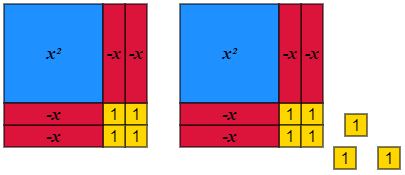 x² -x -x x² -x -x
-x 1 1 -x 1 1
-x 1 1 -x 1 1
1
1 1